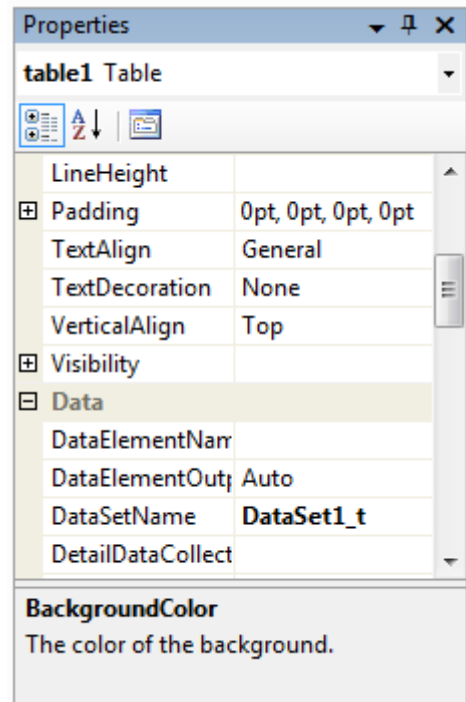 Properties
table1 Table
A Z
LineHeight
Padding 0pt, 0pt, 0pt, 0pt
TextAlign General
TextDecoration None
VerticalAlign Top
Visibility
Data
DataElementNam
DataElementOutp Auto
DataSetName DataSet1_t
DetailDataCollect
BackgroundColor
The color of the background.